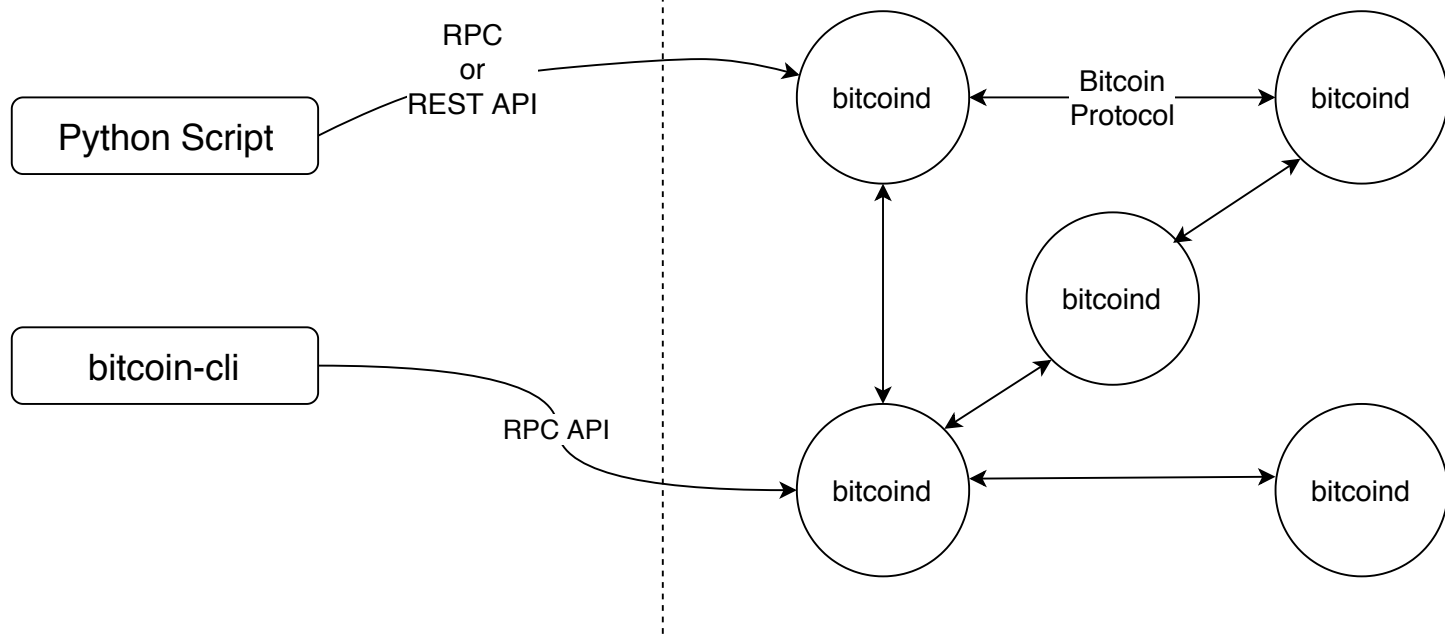 RPC
or
REST API
Python Script
bitcoind
Bitcoin
Protocol
bitcoind
bitcoind
bitcoin-cli
RPC API
bitcoind
bitcoind